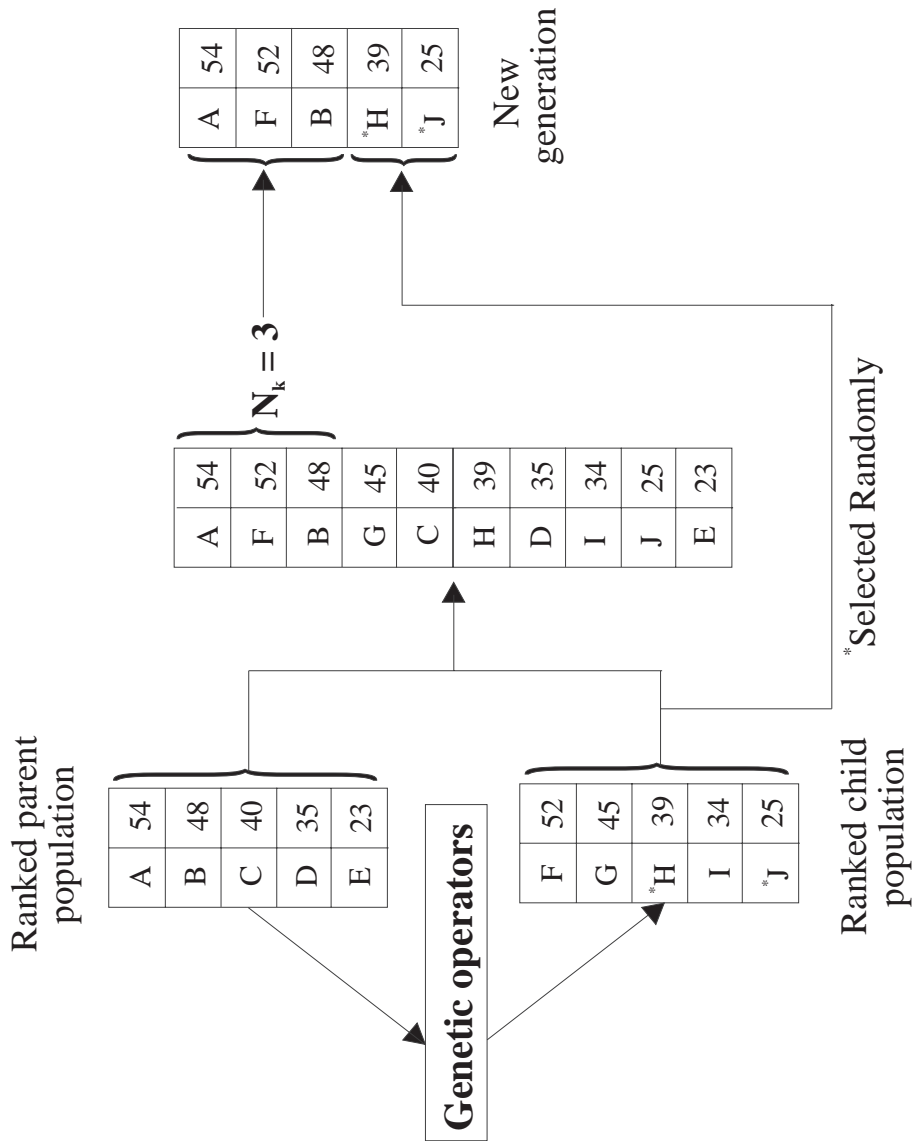 Ranked parent
population
A 54
B 48
C 40
D 35
E 23
Genetic operators
Ranked child
population
F 52
G 45
*H 39
I 34
*J 25
A 54
F 52
B 48
G 45
C 40
H 39
D 35
I 34
J 25
E 23
Nk = 3
*Selected Randomly
A 54
F 52
B 48
*H 39
*J 25
New
generation